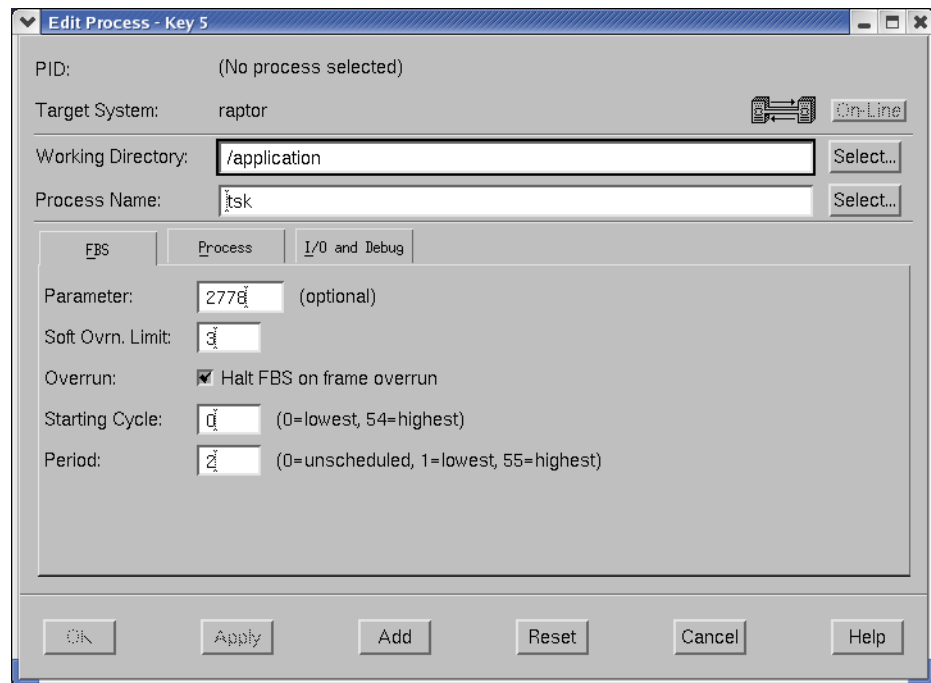 Edit Process - Key 5
PID: (No process selected)
Target System: raptor On-Line
Working Directory: /application Select...
Process Name: tsk Select...
FBS Process I/O and Debug
Parameter: 2778 (optional)
Soft Ovrn. Limit: 3
Overrun: Halt FBS on frame overrun
Starting Cycle: 0 (0=lowest, 54=highest)
Period: 2 (0=unscheduled, 1=lowest, 55=highest)
OK Apply Add Reset Cancel Help